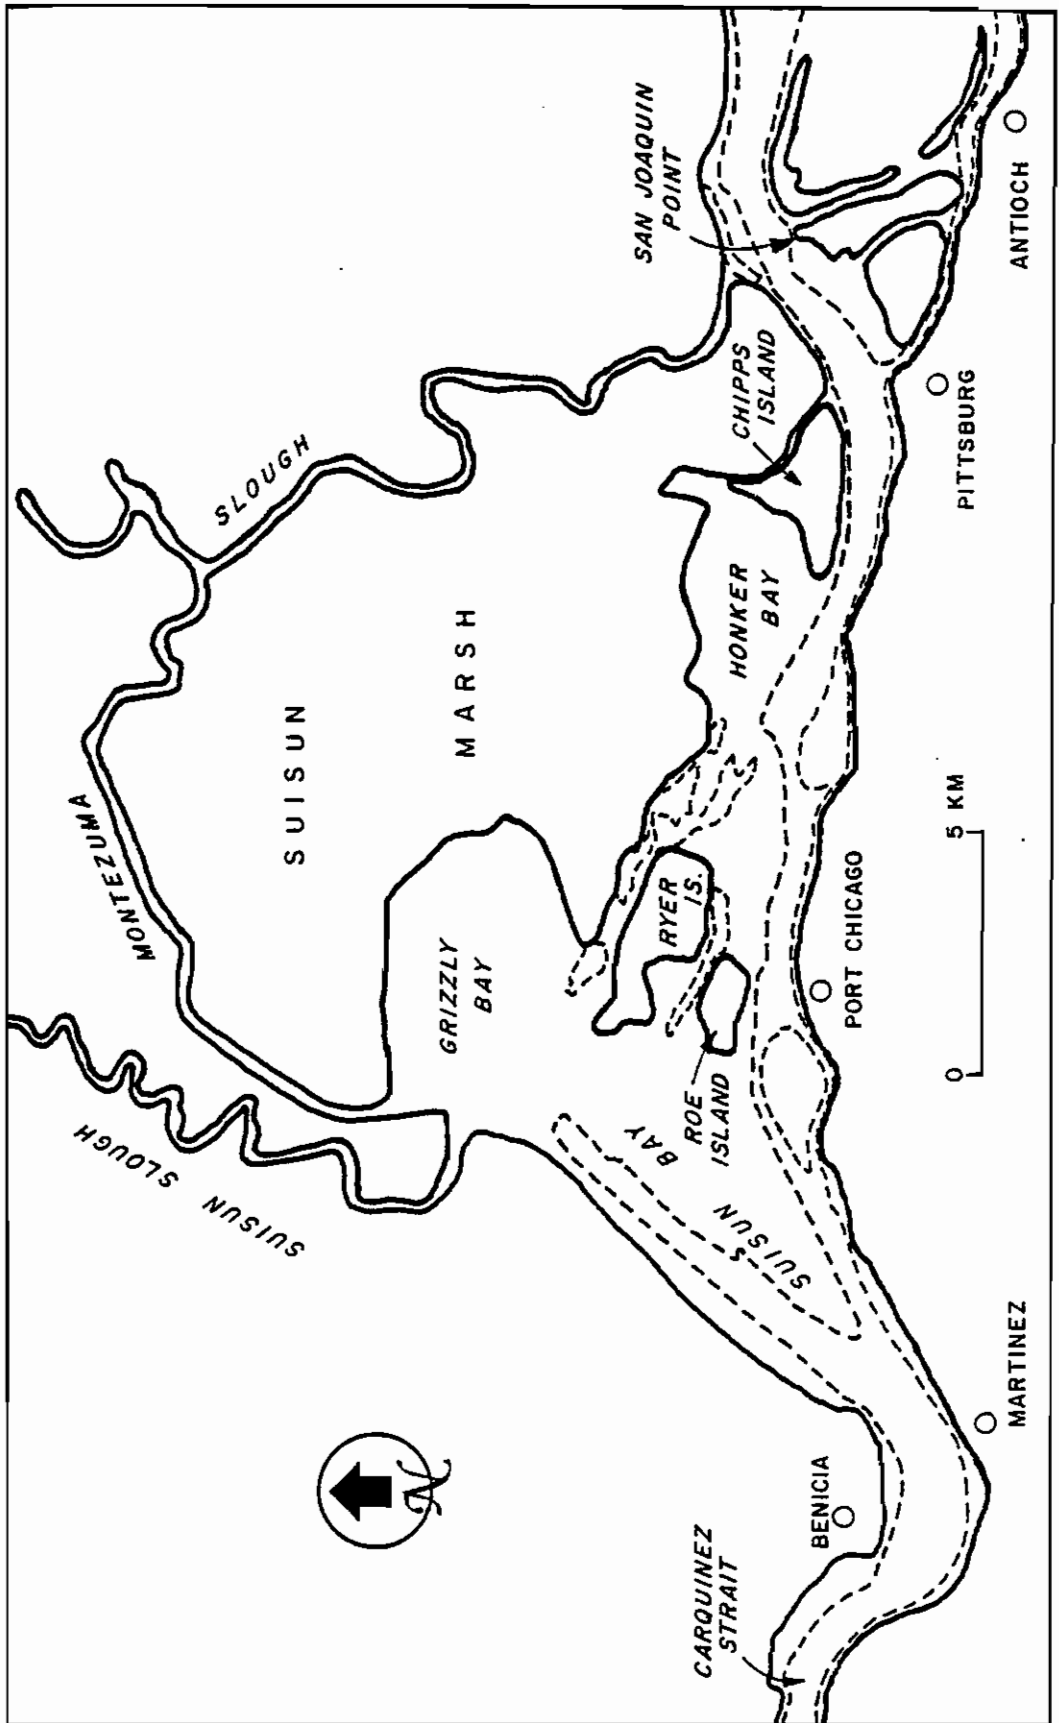 SUISUN SLOUGH
MONTEZUMA
SLOUGH
SUISUN
MARSH
GRIZZLY
BAY
SAN JOAQUIN
POINT
CHIPPS
ISLAND
HONKER
BAY
RYER
IS.
ROE
ISLAND
SUISUN BAY
CARQUINEZ
STRAIT
BENICIA
MARTINEZ
PORT CHICAGO
PITTSBURG
ANTIOCH
0 5 KM
N